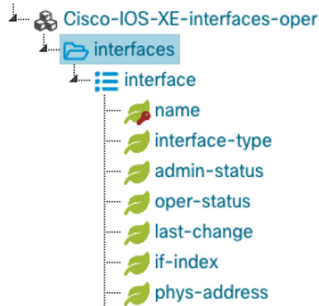 Cisco-IOS-XE-interfaces-oper
interfaces
interface
name
interface-type
admin-status
oper-status
last-change
if-index
phys-address